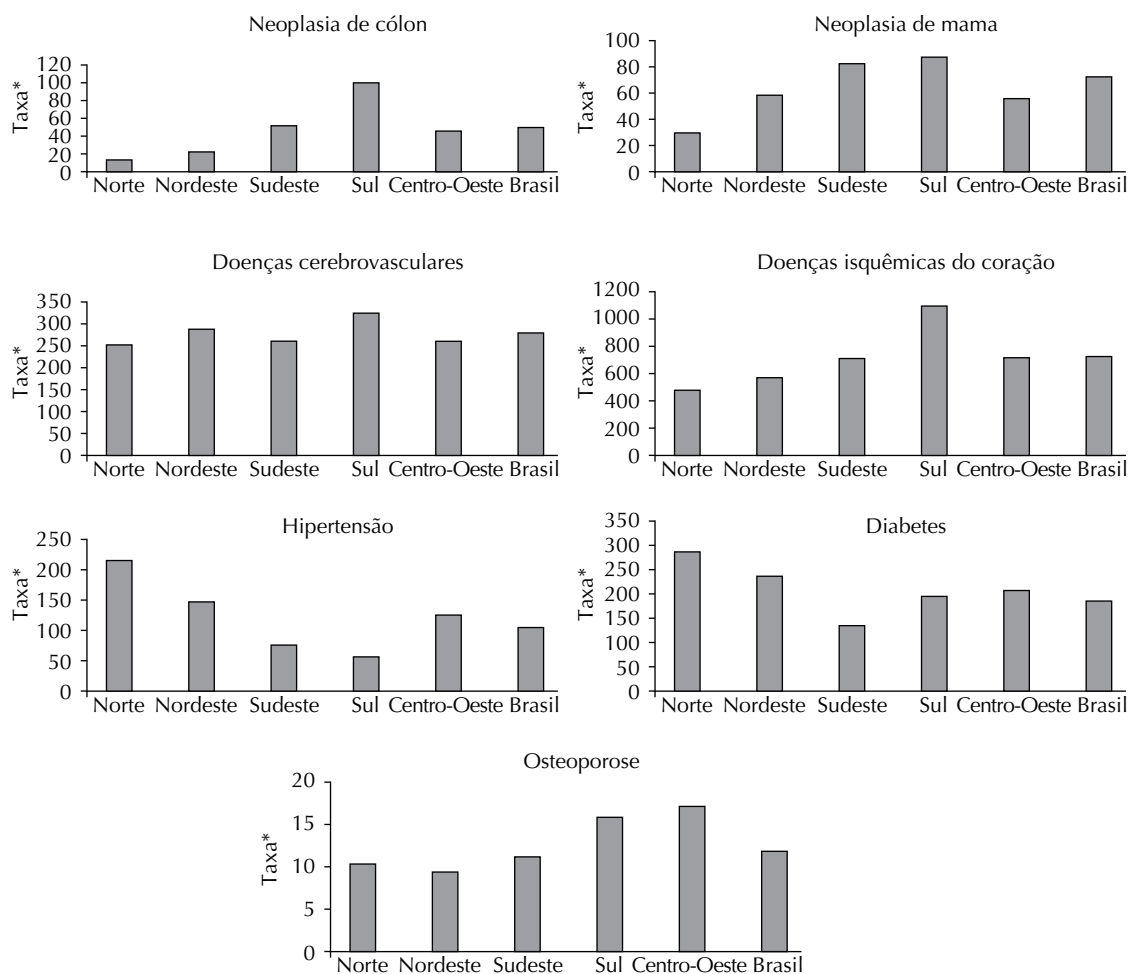 Neoplasia de cólon
Taxa*
120
100
80
60
40
20
0
Norte Nordeste Sudeste Sul Centro-Oeste Brasil
Neoplasia de mama
Taxa*
100
80
60
40
20
0
Norte Nordeste Sudeste Sul Centro-Oeste Brasil
Doenças cerebrovasculares
Taxa*
350
300
250
200
150
100
50
0
Norte Nordeste Sudeste Sul Centro-Oeste Brasil
Doenças isquêmicas do coração
Taxa*
1200
1000
800
600
400
200
0
Norte Nordeste Sudeste Sul Centro-Oeste Brasil
Hipertensão
Taxa*
250
200
150
100
50
0
Norte Nordeste Sudeste Sul Centro-Oeste Brasil
Diabetes
Taxa*
350
300
250
200
150
100
50
0
Norte Nordeste Sudeste Sul Centro-Oeste Brasil
Osteoporose
Taxa*
20
15
10
5
0
Norte Nordeste Sudeste Sul Centro-Oeste Brasil